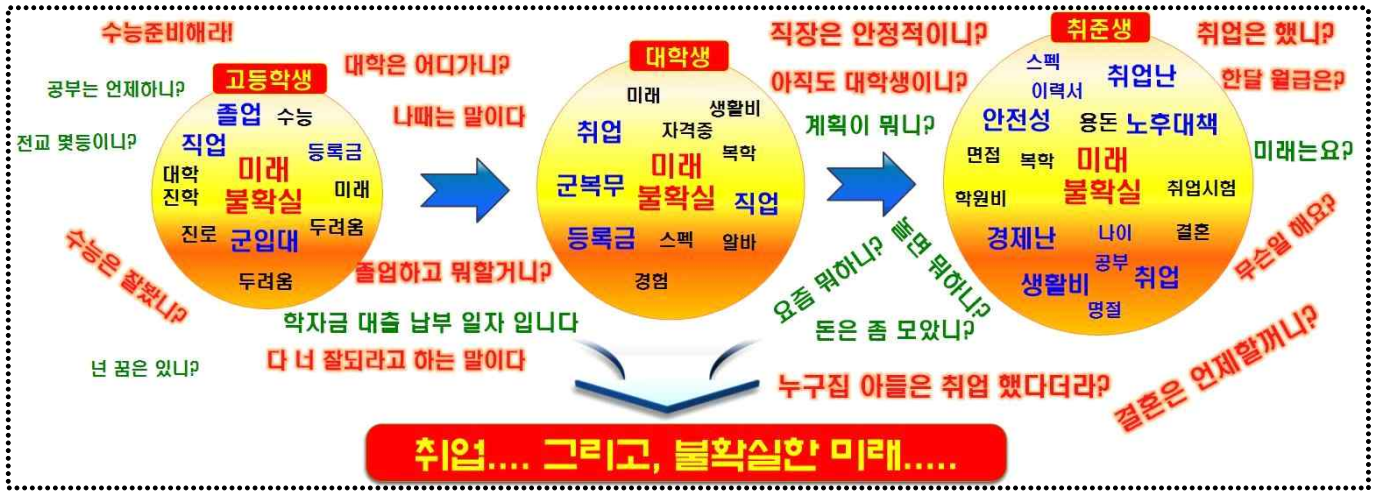 수능준비해라!
고등학생
공부는 언제하니?
전교 몇등이니?
졸업 수능
직업
등록금
대학
진학
미래
불확실
미래
진로
군입대
두려움
두려움
수능은 잘봤니?
넌 꿈은 있니?
대학은 어디가니?
나때는 말이다
졸업하고 뭐할거니?
학자금 대출 납부 일자 입니다
다 너 잘되라고 하는 말이다
대학생
미래
생활비
취업
자격증
복학
미래
불확실
군복무
직업
등록금
스펙
알바
경험
직장은 안정적이니?
아직도 대학생이니?
계획이 뭐니?
요즘 뭐하니?
놀면 뭐하니?
돈은 좀 모았니?
누구집 아들은 취업 했다더라?
취준생
스펙
이력서
취업난
안전성
용돈
노후대책
면접
복학
미래
불확실
학원비
취업시험
경제난
나이
결혼
공부
생활비
취업
명절
취업은 했니?
한달 월급은?
미래는요?
무슨일 해요?
결혼은 언제할꺼니?
취업.... 그리고, 불확실한 미래.....